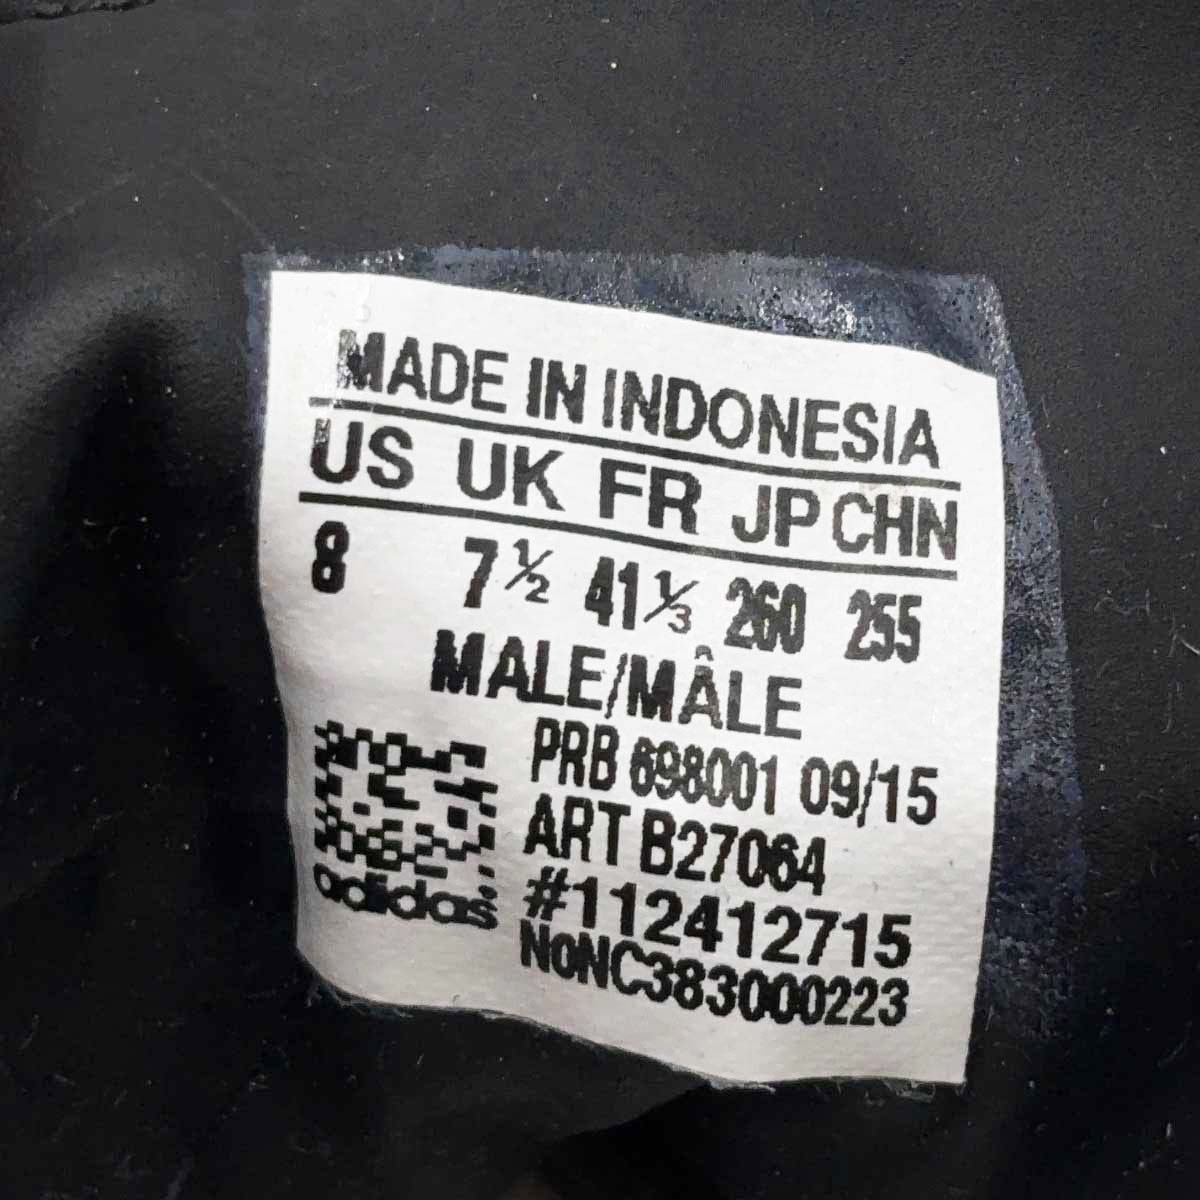 MADE IN INDONESIA
US UK FR JP CHN
8 7½ 41⅓ 260 255
MALE/MÂLE
PRB 698001 09/15
ART B27064
#112412715
NoNC383000223
adidas